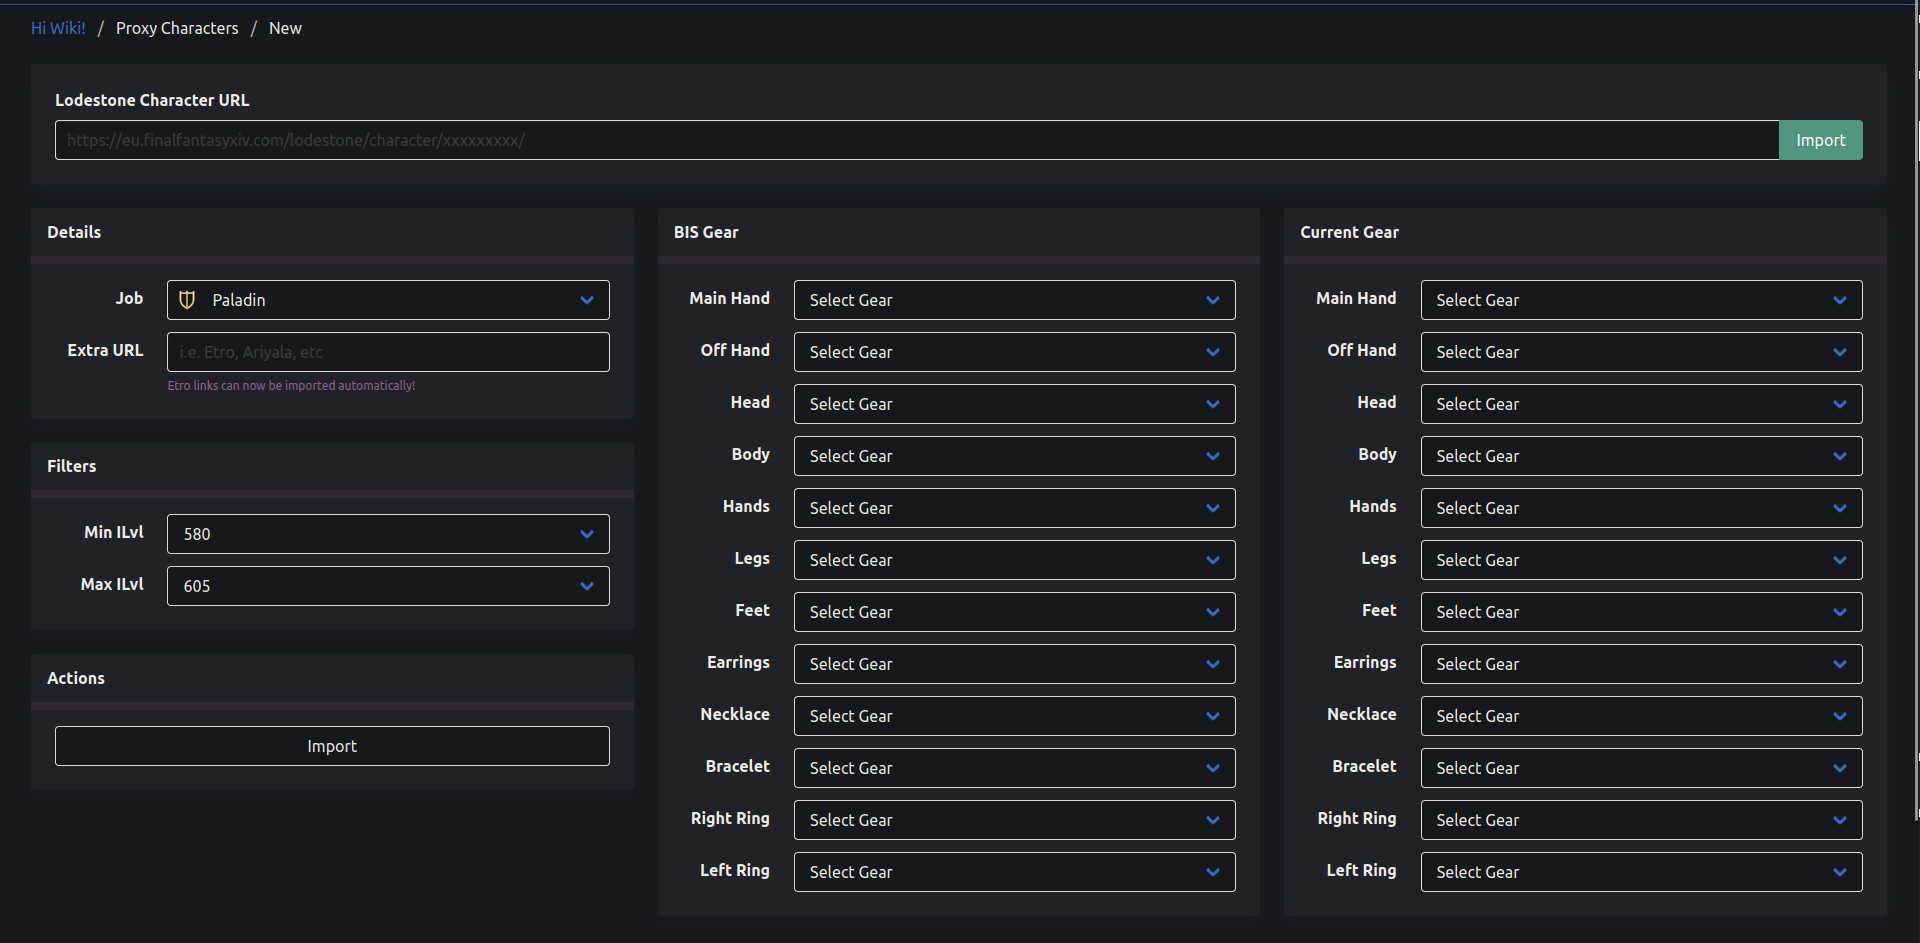 Hi Wiki! / Proxy Characters / New
Lodestone Character URL
https://eu.finalfantasyxiv.com/lodestone/character/xxxxxxxxx/
Import
Details
Job
Paladin
Extra URL
i.e. Etro, Ariyala, etc
Etro links can now be imported automatically!
Filters
Min ILvl
580
Max ILvl
605
Actions
Import
BIS Gear
Main Hand
Select Gear
Off Hand
Select Gear
Head
Select Gear
Body
Select Gear
Hands
Select Gear
Legs
Select Gear
Feet
Select Gear
Earrings
Select Gear
Necklace
Select Gear
Bracelet
Select Gear
Right Ring
Select Gear
Left Ring
Select Gear
Current Gear
Main Hand
Select Gear
Off Hand
Select Gear
Head
Select Gear
Body
Select Gear
Hands
Select Gear
Legs
Select Gear
Feet
Select Gear
Earrings
Select Gear
Necklace
Select Gear
Bracelet
Select Gear
Right Ring
Select Gear
Left Ring
Select Gear